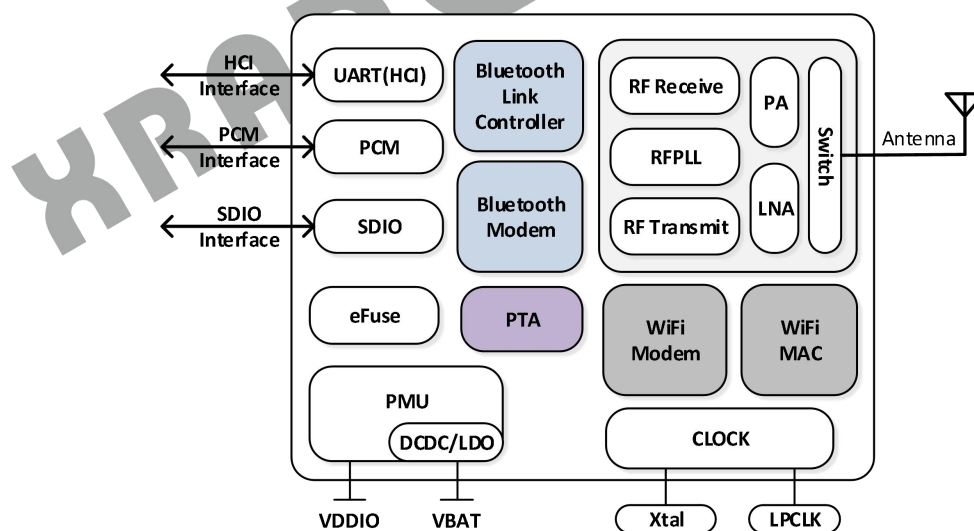 XRAD
HCI
Interface
UART(HCI)
Bluetooth
Link
Controller
RF Receive
PA
Switch
Antenna
PCM
Interface
PCM
RFPLL
Bluetooth
Modem
LNA
RF Transmit
SDIO
Interface
SDIO
eFuse
PTA
WiFi
Modem
WiFi
MAC
PMU
DCDC/LDO
CLOCK
VDDIO
VBAT
Xtal
LPCLK